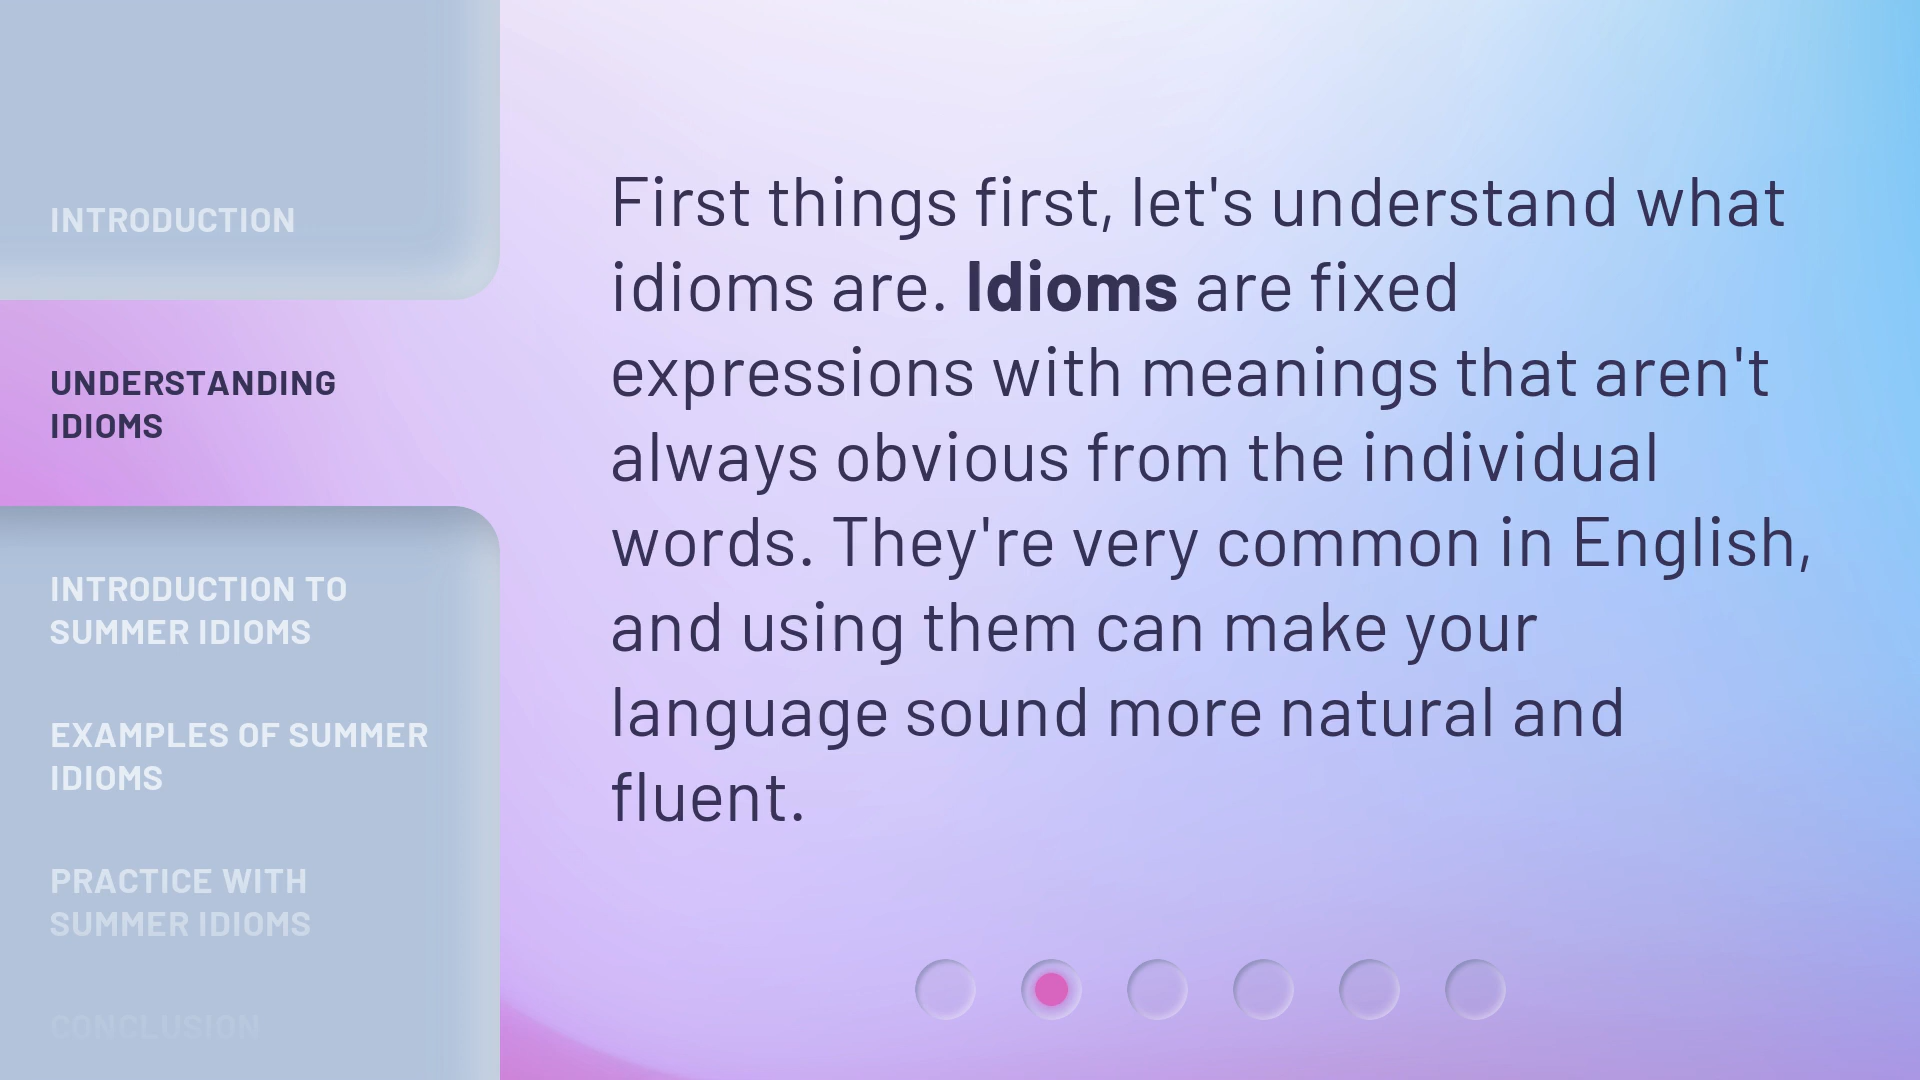 INTRODUCTION
UNDERSTANDING
IDIOMS
INTRODUCTION TO
SUMMER IDIOMS
EXAMPLES OF SUMMER
IDIOMS
PRACTICE WITH
SUMMER IDIOMS
CONCLUSION
First things first, let's understand what
idioms are. Idioms are fixed
expressions with meanings that aren't
always obvious from the individual
words. They're very common in English,
and using them can make your
language sound more natural and
fluent.